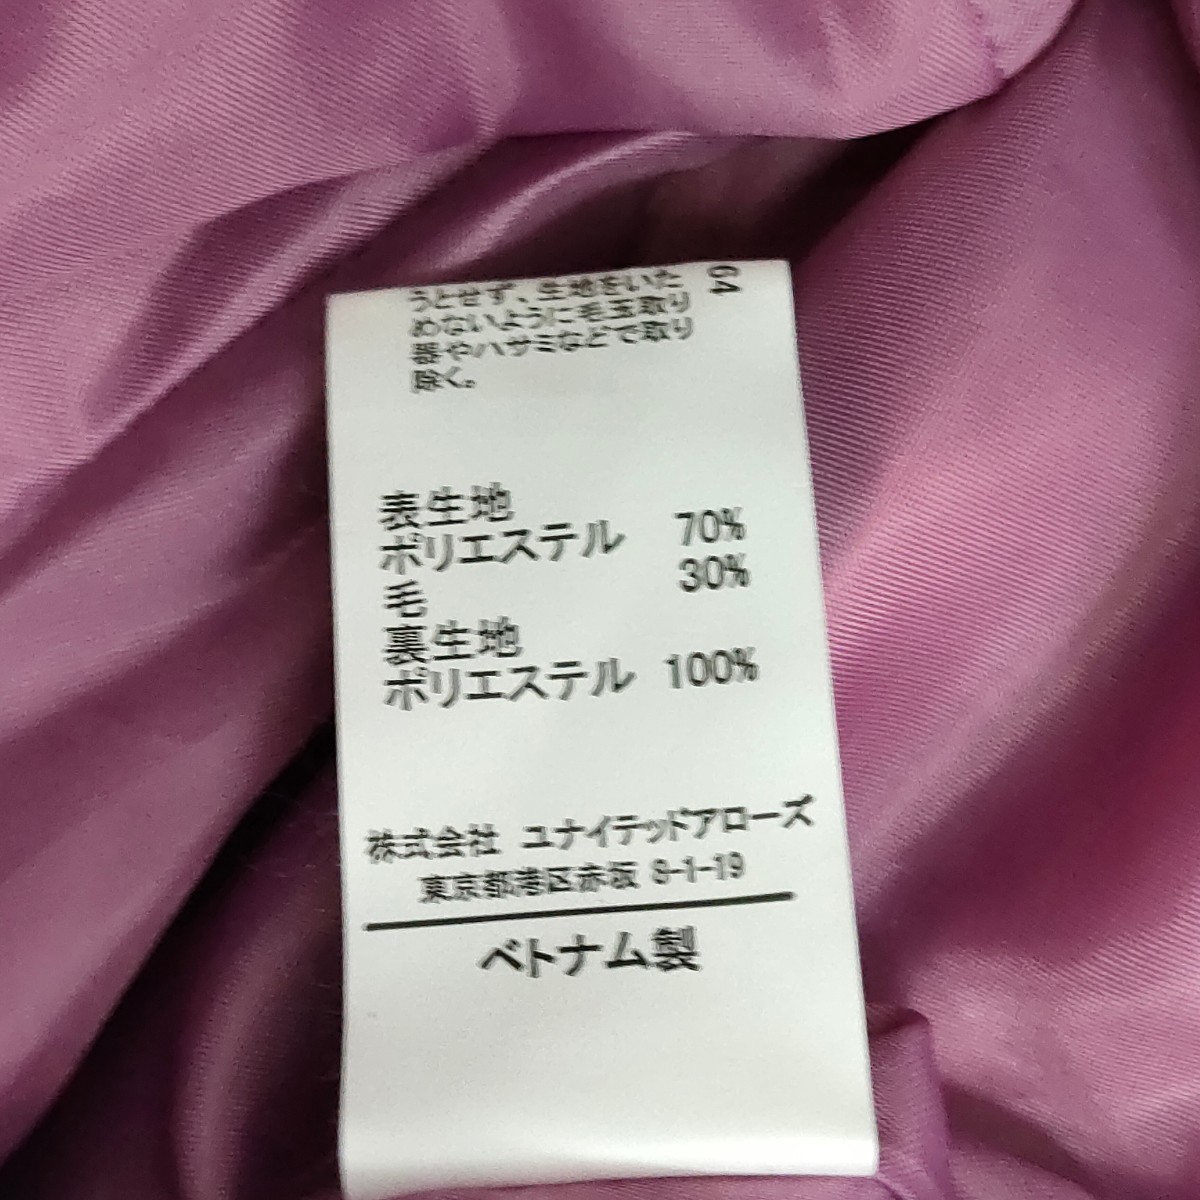 うとせず、生地をいた
めないように毛玉取り
器やハサミなどで取り
除く。
64
表生地
ポリエステル 70%
毛 30%
裏生地
ポリエステル 100%
株式会社 ユナイテッドアローズ
東京都港区赤坂 8-1-19
ベトナム製